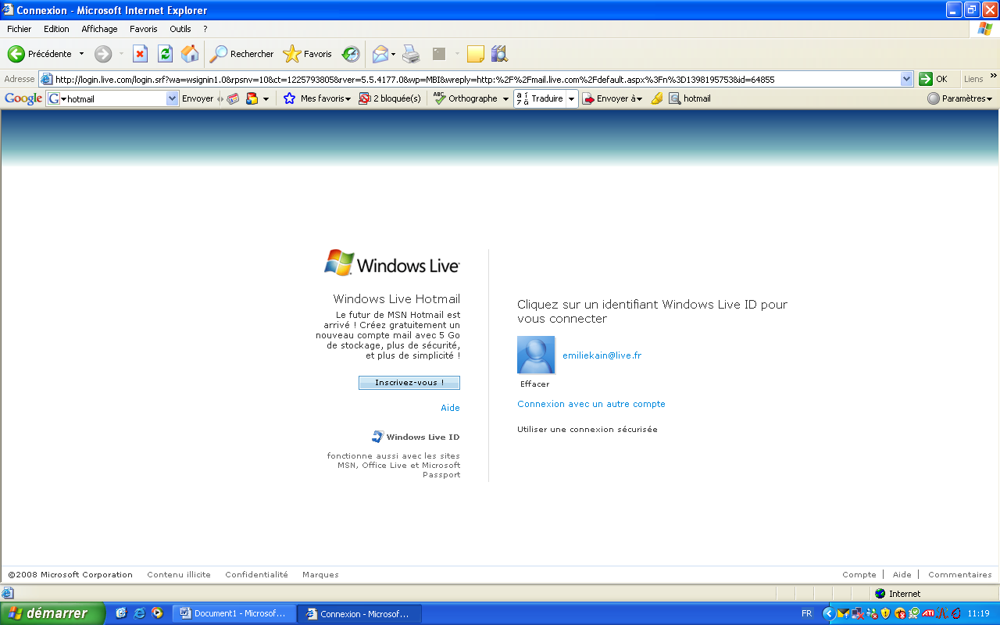 Connexion - Microsoft Internet Explorer
Fichier Edition Affichage Favoris Outils ?
Précédente Rechercher Favoris
Adresse http://login.live.com/login.srf?wa=wsignin1.0&rpsnv=10&ct=1225793805&rver=5.5.4177.0&wp=MBI&wreply=http:%2F%2Fmail.live.com%2Fdefault.aspx%3Fn%3D1398195753&id=64855 OK Liens »
Google G hotmail Envoyer Mes favoris 2 bloquée(s) ABC Orthographe Traduire Envoyer à hotmail Paramètres
Windows Live
Windows Live Hotmail
Le futur de MSN Hotmail est
arrivé ! Créez gratuitement un
nouveau compte mail avec 5 Go
de stockage, plus de sécurité,
et plus de simplicité !
Inscrivez-vous !
Aide
Windows Live ID
fonctionne aussi avec les sites
MSN, Office Live et Microsoft
Passport
Cliquez sur un identifiant Windows Live ID pour
vous connecter
emiliekain@live.fr
Effacer
Connexion avec un autre compte
Utiliser une connexion sécurisée
©2008 Microsoft Corporation Contenu illicite Confidentialité Marques Compte | Aide | Commentaires
Internet
démarrer Document1 - Microsof... Connexion - Microsof... FR ATI 11:19